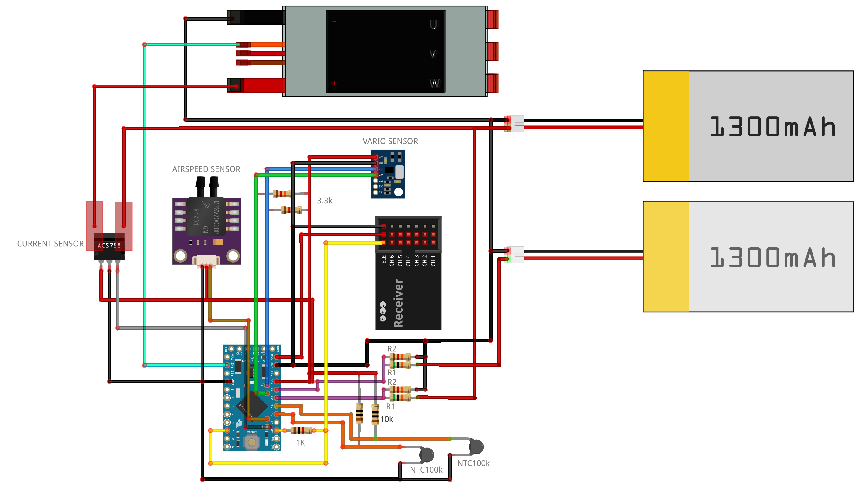 U
V
W
1300mAh
VARIO SENSOR
AIRSPEED SENSOR
3.3k
CURRENT SENSOR
ACS758
1300mAh
Receiver
R2
R1
R2
R1
10k
1K
NTC100k
NTC100k